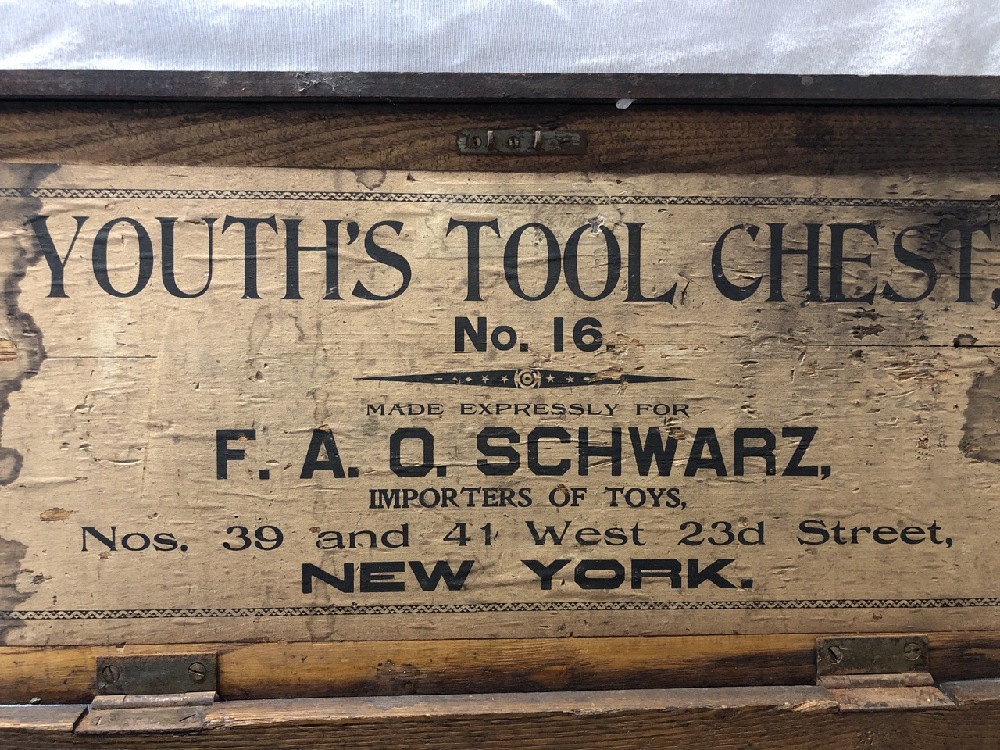 YOUTH'S TOOL CHEST,
No. 16.
MADE EXPRESSLY FOR
F. A. O. SCHWARZ,
IMPORTERS OF TOYS,
Nos. 39 and 41 West 23d Street,
NEW YORK.